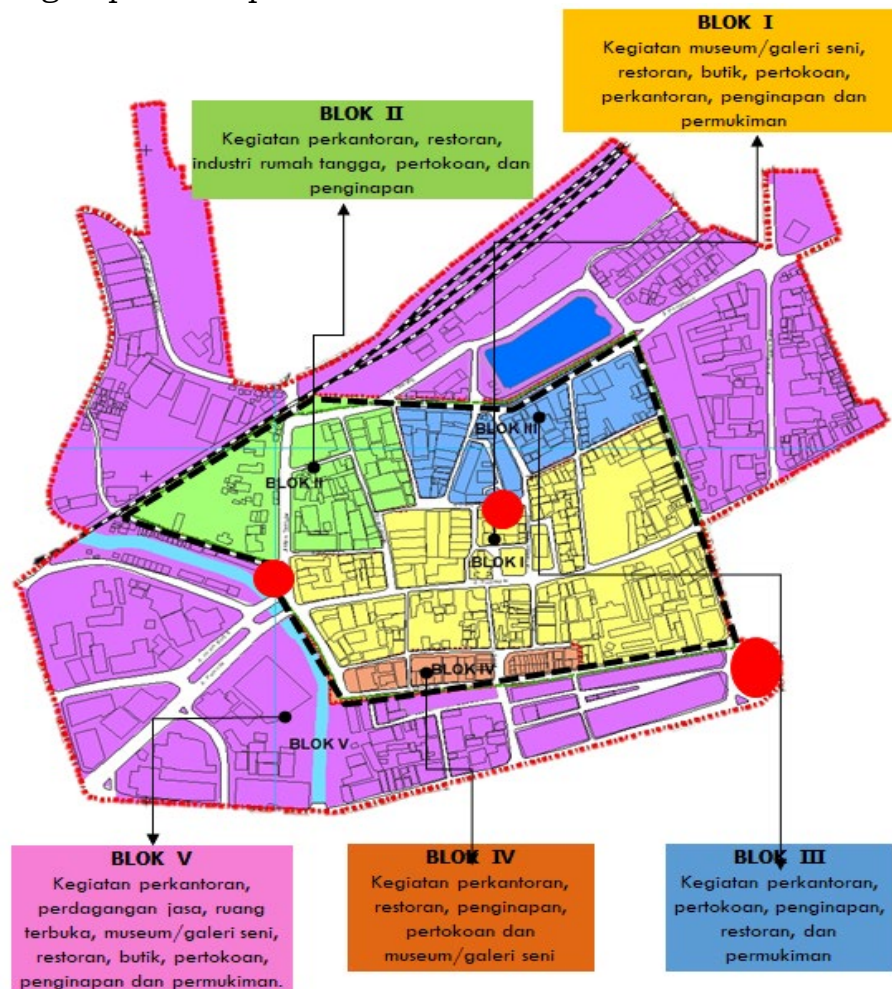 BLOK I
Kegiatan museum/galeri seni,
restoran, butik, pertokoan,
perkantoran, penginapan dan
permukiman
BLOK II
Kegiatan perkantoran, restoran,
industri rumah tangga, pertokoan, dan
penginapan
BLOK III
BLOK II
BLOK I
BLOK IV
BLOK V
BLOK V
Kegiatan perkantoran,
perdagangan jasa, ruang
terbuka, museum/galeri seni,
restoran, butik, pertokoan,
penginapan dan permukiman.
BLOK IV
Kegiatan perkantoran,
restoran, penginapan,
pertokoan dan
museum/galeri seni
BLOK III
Kegiatan perkantoran,
pertokoan, penginapan,
restoran, dan
permukiman